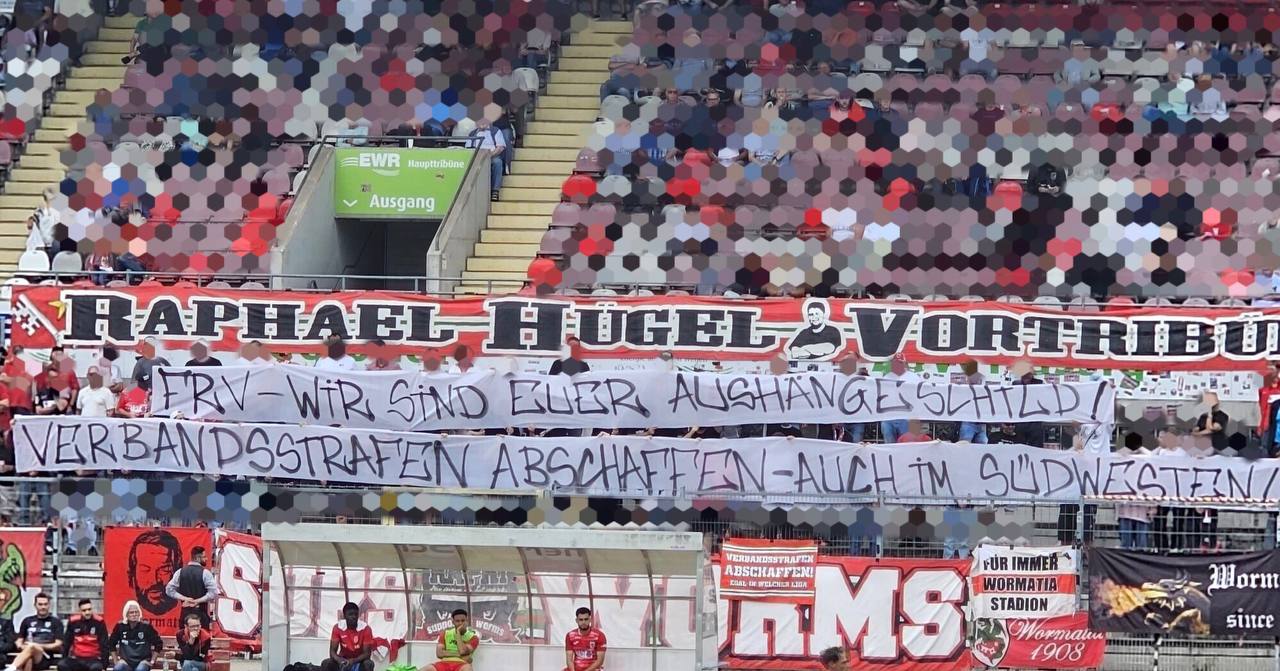 EWR Haupttribüne
Ausgang
RAPHAEL HÜGEL VORTRIBÜ
FRV - WIR SIND EUER AUSHÄNGESCHILD!
VERBANDSSTRAFEN ABSCHAFFEN - AUCH IM SÜDWESTEN!
VERBANDSSTRAFEN
ABSCHAFFEN!
EGAL IN WELCHER LIGA
FÜR IMMER
WORMATIA
STADION
Worm
since
Wormatia
1908
RMS